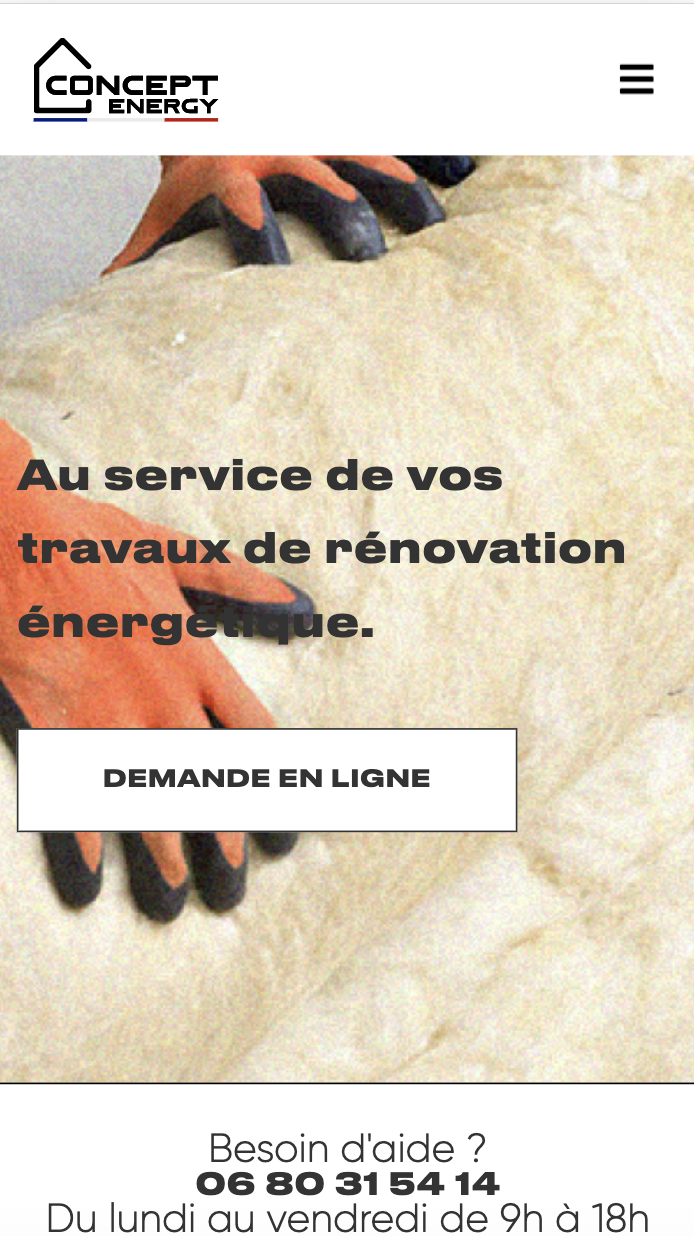 CONCEPT
ENERGY
Au service de vos
travaux de rénovation
énergétique.
DEMANDE EN LIGNE
Besoin d'aide ?
06 80 31 54 14
Du lundi au vendredi de 9h à 18h